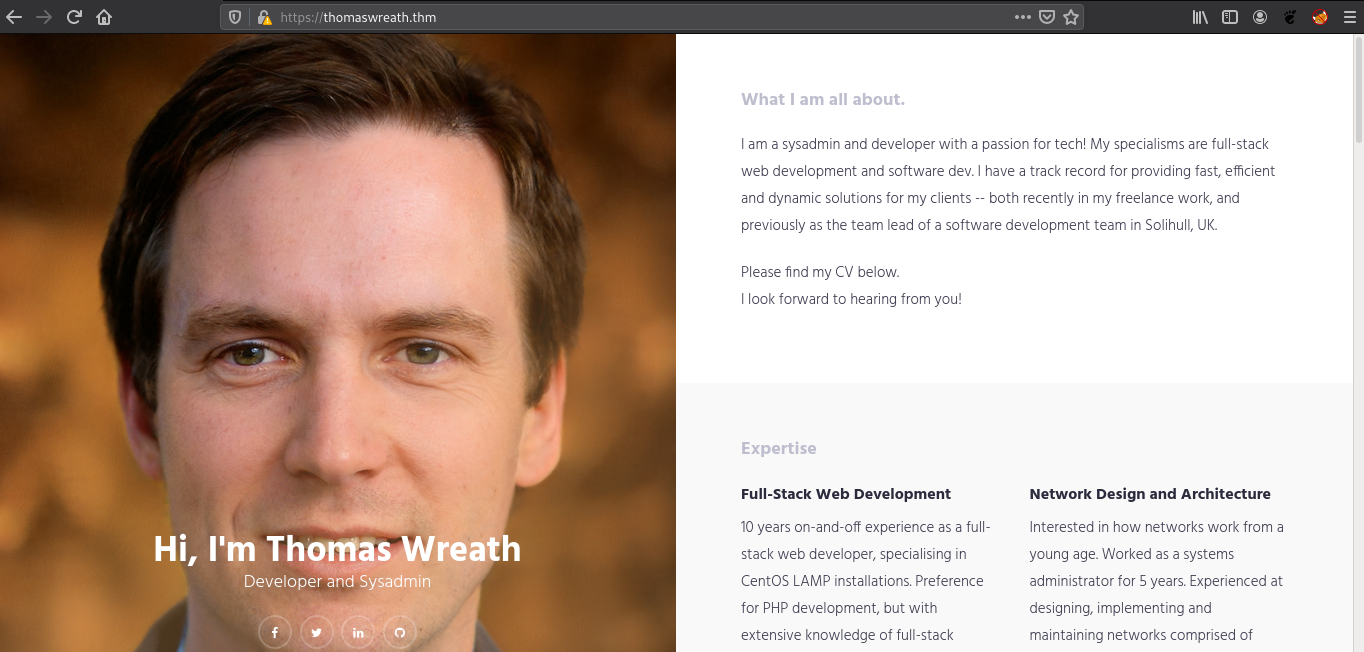 https://thomaswreath.thm
What I am all about.
I am a sysadmin and developer with a passion for tech! My specialisms are full-stack
web development and software dev. I have a track record for providing fast, efficient
and dynamic solutions for my clients -- both recently in my freelance work, and
previously as the team lead of a software development team in Solihull, UK.
Please find my CV below.
I look forward to hearing from you!
Hi, I'm Thomas Wreath
Developer and Sysadmin
Expertise
Full-Stack Web Development
10 years on-and-off experience as a full-
stack web developer, specialising in
CentOS LAMP installations. Preference
for PHP development, but with
extensive knowledge of full-stack
Network Design and Architecture
Interested in how networks work from a
young age. Worked as a systems
administrator for 5 years. Experienced at
designing, implementing and
maintaining networks comprised of